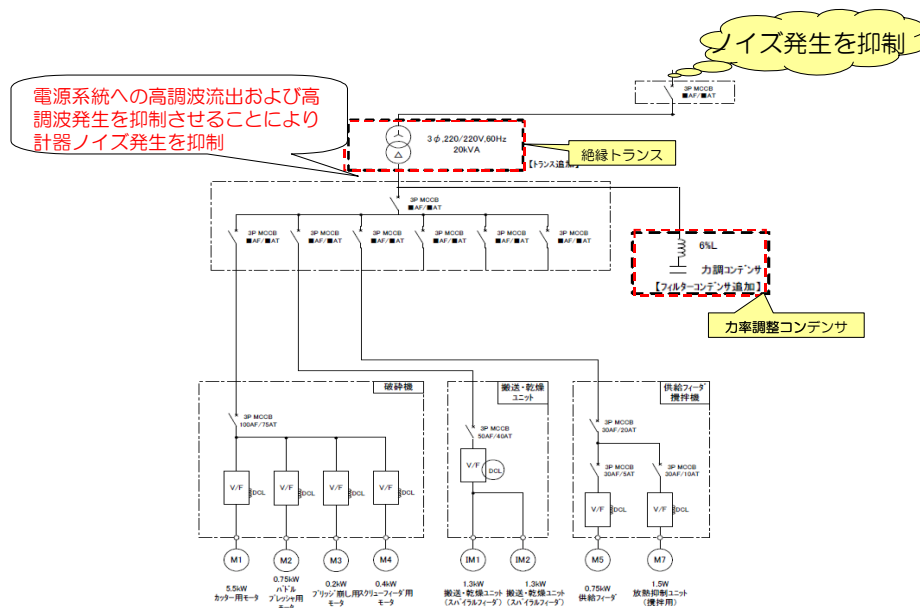 ノイズ発生を抑制
3P MCCB
■AF/■AT
電源系統への高調波流出および高
調波発生を抑制させることにより
計器ノイズ発生を抑制
3φ,220/220V,60Hz
20kVA
【トランス追加】
絶縁トランス
3P MCCB
■AF/■AT
3P MCCB
■AF/■AT
3P MCCB
■AF/■AT
3P MCCB
■AF/■AT
3P MCCB
■AF/■AT
3P MCCB
■AF/■AT
3P MCCB
■AF/■AT
6%L
力調コンデンサ
【フィルターコンデンサ追加】
力率調整コンデンサ
破砕機
3P MCCB
100AF/75AT
V/F
DCL
V/F
DCL
V/F
DCL
V/F
DCL
M1
M2
M3
M4
5.5kW
カッター用モータ
0.75kW
パドル
プレッシャ用
モータ
0.2kW
ブリッジ崩し用
モータ
0.4kW
スクリューフィーダ用
モータ
搬送・乾燥
ユニット
3P MCCB
50AF/40AT
V/F
DCL
IM1
IM2
1.3kW
搬送・乾燥ユニット
(スパイラルフィーダ)
1.3kW
搬送・乾燥ユニット
(スパイラルフィーダ)
供給フィーダ
攪拌機
3P MCCB
30AF/20AT
3P MCCB
30AF/5AT
3P MCCB
30AF/10AT
V/F
DCL
V/F
DCL
M5
M7
0.75kW
供給フィーダ
1.5W
放熱抑制ユニット
(攪拌用)